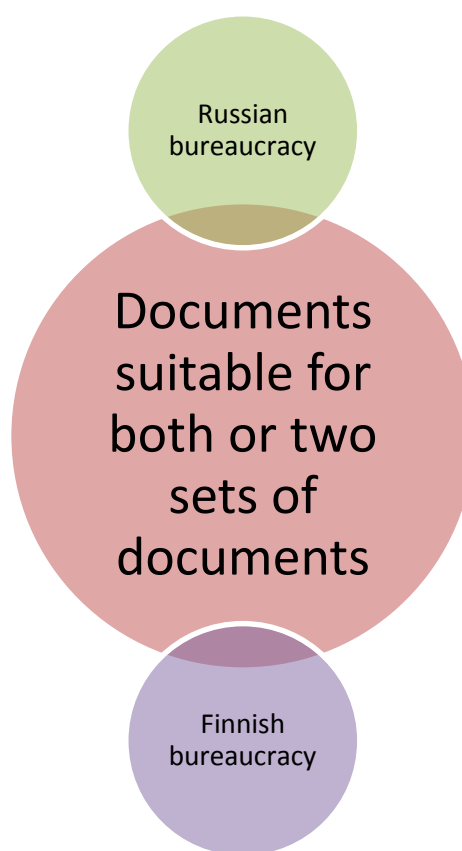 Russian
bureaucracy
Documents
suitable for
both or two
sets of
documents
Finnish
bureaucracy